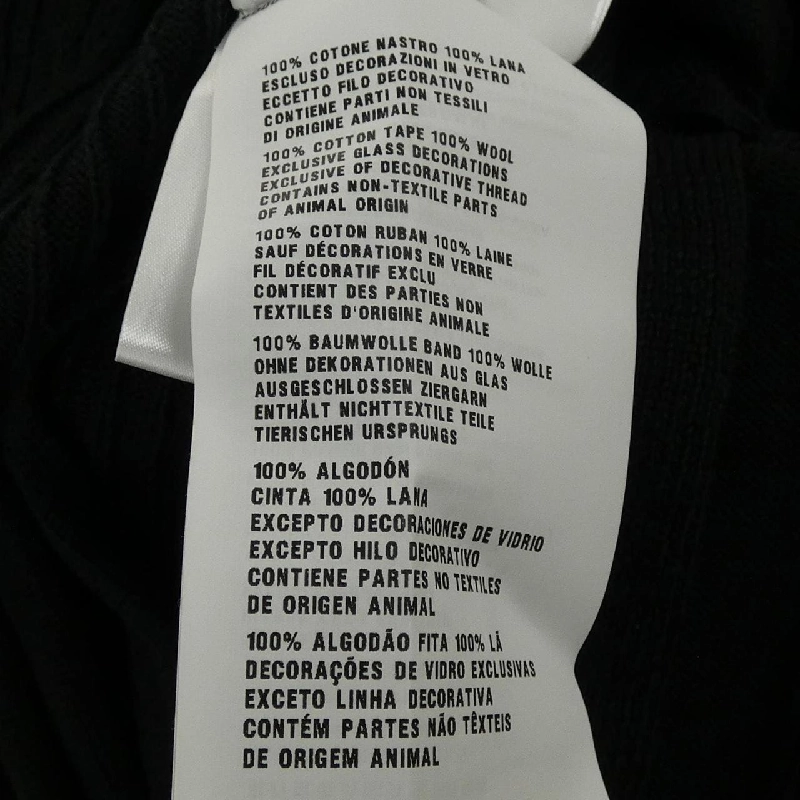 100% COTONE NASTRO 100% LANA
ESCLUSO DECORAZIONI IN VETRO
ECCETTO FILO DECORATIVO
CONTIENE PARTI NON TESSILI
DI ORIGINE ANIMALE
100% COTTON TAPE 100% WOOL
EXCLUSIVE GLASS DECORATIONS
EXCLUSIVE OF DECORATIVE THREAD
CONTAINS NON-TEXTILE PARTS
OF ANIMAL ORIGIN
100% COTON RUBAN 100% LAINE
SAUF DÉCORATIONS EN VERRE
FIL DÉCORATIF EXCLU
CONTIENT DES PARTIES NON
TEXTILES D'ORIGINE ANIMALE
100% BAUMWOLLE BAND 100% WOLLE
OHNE DEKORATIONEN AUS GLAS
AUSGESCHLOSSEN ZIERGARN
ENTHÄLT NICHTTEXTILE TEILE
TIERISCHEN URSPRUNGS
100% ALGODÓN
CINTA 100% LANA
EXCEPTO DECORACIONES DE VIDRIO
EXCEPTO HILO DECORATIVO
CONTIENE PARTES NO TEXTILES
DE ORIGEN ANIMAL
100% ALGODÃO FITA 100% LÃ
DECORAÇÕES DE VIDRO EXCLUSIVAS
EXCETO LINHA DECORATIVA
CONTÉM PARTES NÃO TÊXTEIS
DE ORIGEM ANIMAL